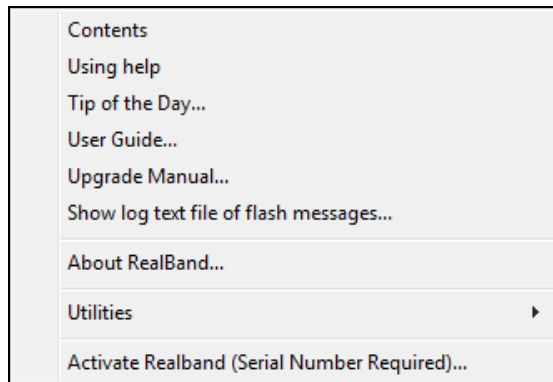 Contents
Using help
Tip of the Day...
User Guide...
Upgrade Manual...
Show log text file of flash messages...
About RealBand...
Utilities
Activate Realband (Serial Number Required)...